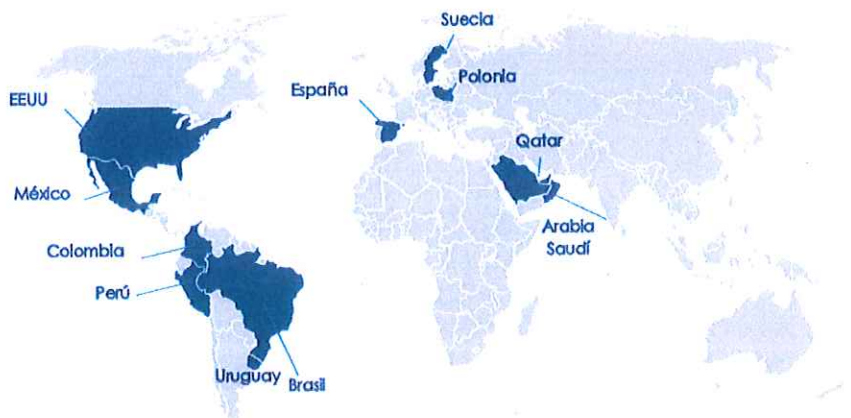 Suecia
Polonia
España
EEUU
Qatar
México
Arabia
Saudí
Colombia
Perú
Uruguay
Brasil